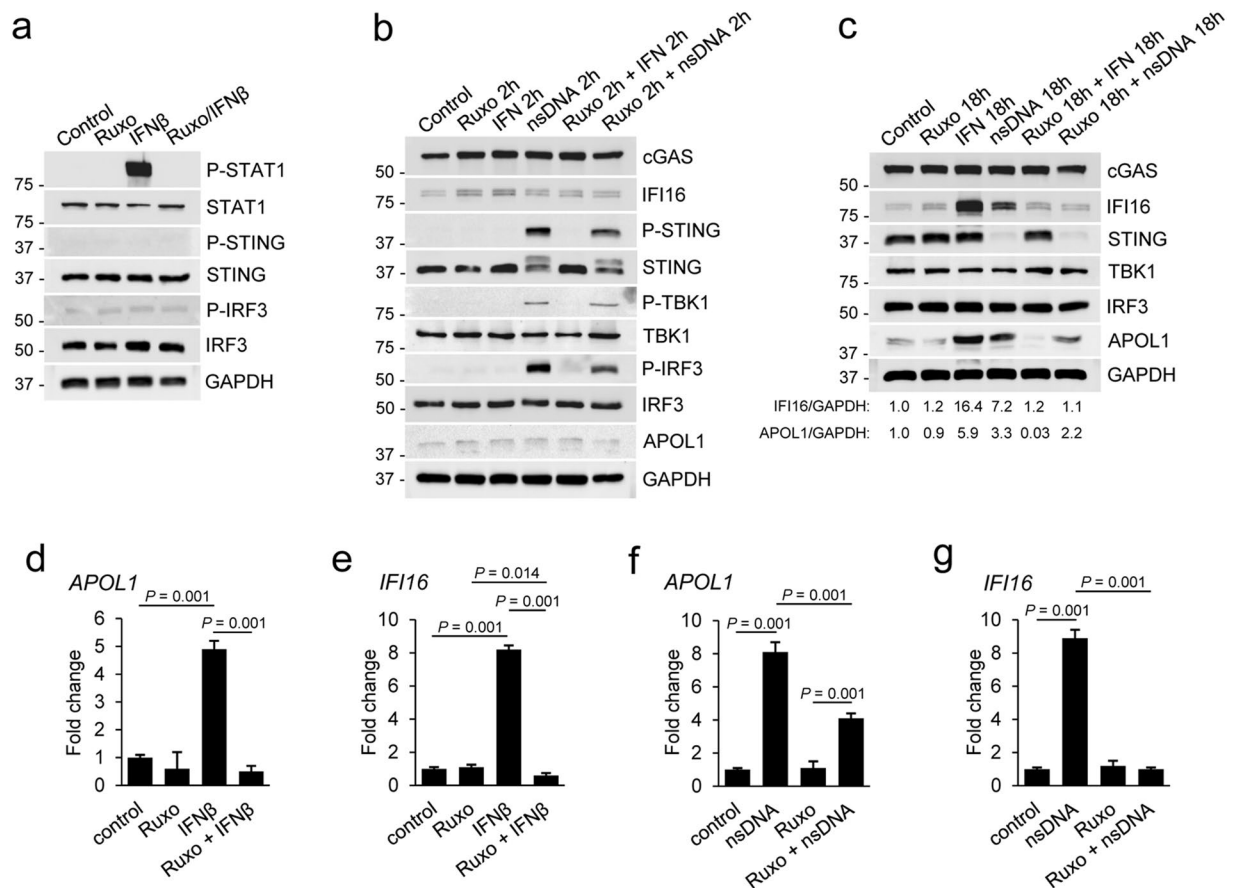 a
Control
Ruxo
IFNβ
Ruxo/IFNβ
75 -
P-STAT1
STAT1
75 -
P-STING
37 -
STING
37 -
P-IRF3
50 -
IRF3
50 -
GAPDH
37 -
b
Control
Ruxo 2h
IFN 2h
nsDNA 2h
Ruxo 2h + IFN 2h
Ruxo 2h + nsDNA 2h
cGAS
50 -
IFI16
75 -
P-STING
37 -
STING
37 -
P-TBK1
75 -
TBK1
75 -
P-IRF3
50 -
IRF3
50 -
APOL1
37 -
GAPDH
37 -
c
Control
Ruxo 18h
IFN 18h
nsDNA 18h
Ruxo 18h + IFN 18h
Ruxo 18h + nsDNA 18h
cGAS
50 -
IFI16
75 -
STING
37 -
TBK1
75 -
IRF3
50 -
APOL1
37 -
GAPDH
37 -
IFI16/GAPDH: 1.0 1.2 16.4 7.2 1.2 1.1
APOL1/GAPDH: 1.0 0.9 5.9 3.3 0.03 2.2
d
APOL1
P = 0.001
P = 0.001
Fold change
6
5
4
3
2
1
0
control
Ruxo
IFNβ
Ruxo + IFNβ
e
IFI16
P = 0.014
P = 0.001
P = 0.001
Fold change
10
8
6
4
2
0
control
Ruxo
IFNβ
Ruxo + IFNβ
f
APOL1
P = 0.001
P = 0.001
P = 0.001
Fold change
10
8
6
4
2
0
control
nsDNA
Ruxo
Ruxo + nsDNA
g
IFI16
P = 0.001
P = 0.001
Fold change
10
8
6
4
2
0
control
nsDNA
Ruxo
Ruxo + nsDNA